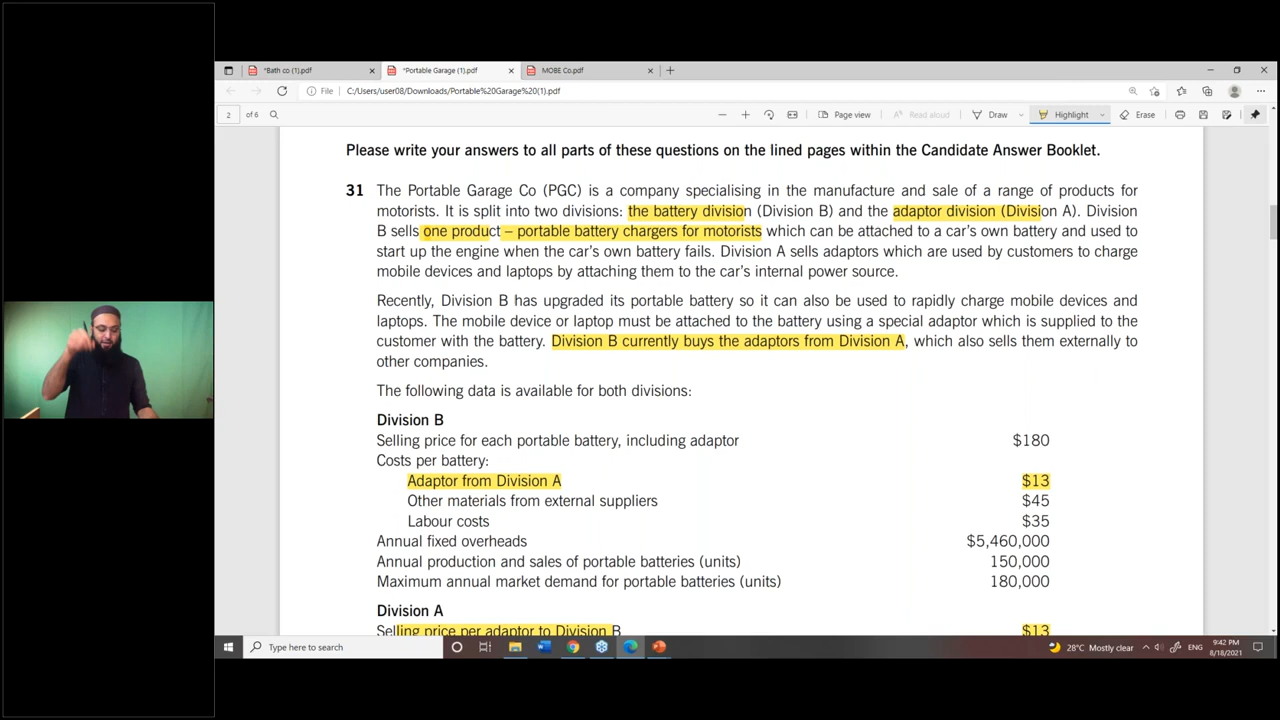 *Bath co (1).pdf
*Portable Garage (1).pdf
MOBE Co.pdf
File
C:/Users/user08/Downloads/Portable%20Garage%20(1).pdf
2
of 6
Page view
Read aloud
Draw
Highlight
Erase
Please write your answers to all parts of these questions on the lined pages within the Candidate Answer Booklet.
31 The Portable Garage Co (PGC) is a company specialising in the manufacture and sale of a range of products for
motorists. It is split into two divisions: the battery division (Division B) and the adaptor division (Division A). Division
B sells one product – portable battery chargers for motorists which can be attached to a car's own battery and used to
start up the engine when the car's own battery fails. Division A sells adaptors which are used by customers to charge
mobile devices and laptops by attaching them to the car's internal power source.
Recently, Division B has upgraded its portable battery so it can also be used to rapidly charge mobile devices and
laptops. The mobile device or laptop must be attached to the battery using a special adaptor which is supplied to the
customer with the battery. Division B currently buys the adaptors from Division A, which also sells them externally to
other companies.
The following data is available for both divisions:
Division B
Selling price for each portable battery, including adaptor $180
Costs per battery:
Adaptor from Division A $13
Other materials from external suppliers $45
Labour costs $35
Annual fixed overheads $5,460,000
Annual production and sales of portable batteries (units) 150,000
Maximum annual market demand for portable batteries (units) 180,000
Division A
Selling price per adaptor to Division B $13
Type here to search
28°C Mostly clear
ENG
9:42 PM
8/18/2021